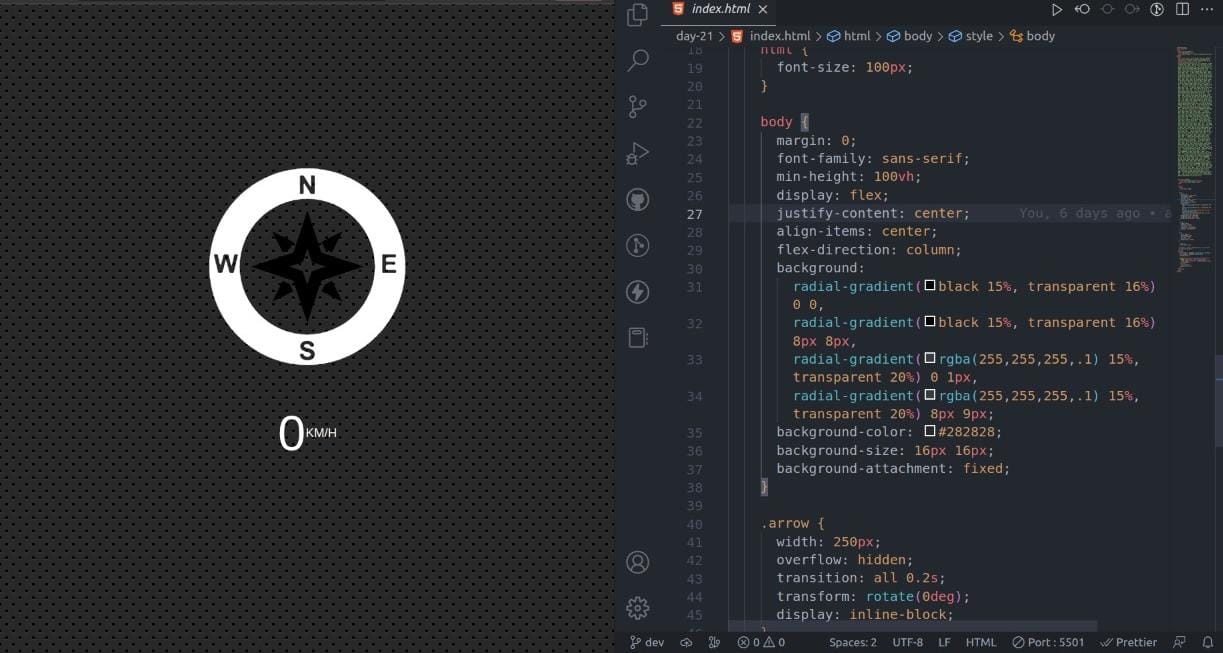 N
W
E
S
0 KM/H
index.html
day-21 > index.html > html > body > style > body
18 html {
19 font-size: 100px;
20 }
21
22 body {
23 margin: 0;
24 font-family: sans-serif;
25 min-height: 100vh;
26 display: flex;
27 justify-content: center; You, 6 days ago • a
28 align-items: center;
29 flex-direction: column;
30 background:
31 radial-gradient(black 15%, transparent 16%)
0 0,
32 radial-gradient(black 15%, transparent 16%)
8px 8px,
33 radial-gradient(rgba(255,255,255,.1) 15%,
transparent 20%) 0 1px,
34 radial-gradient(rgba(255,255,255,.1) 15%,
transparent 20%) 8px 9px;
35 background-color: #282828;
36 background-size: 16px 16px;
37 background-attachment: fixed;
38 }
39
40 .arrow {
41 width: 250px;
42 overflow: hidden;
43 transition: all 0.2s;
44 transform: rotate(0deg);
45 display: inline-block;
46 }
dev 0 0 Spaces: 2 UTF-8 LF HTML Port : 5501 Prettier